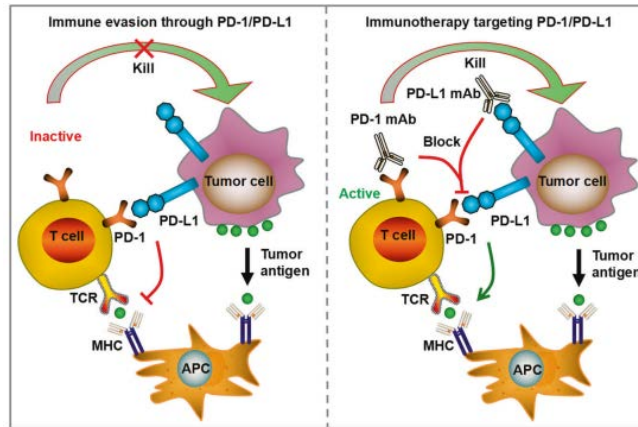 Immune evasion through PD-1/PD-L1
Kill
Inactive
Tumor cell
T cell
PD-1
PD-L1
TCR
Tumor
antigen
MHC
APC
Immunotherapy targeting PD-1/PD-L1
Kill
PD-L1 mAb
PD-1 mAb
Block
Active
Tumor cell
T cell
PD-1
PD-L1
TCR
Tumor
antigen
MHC
APC